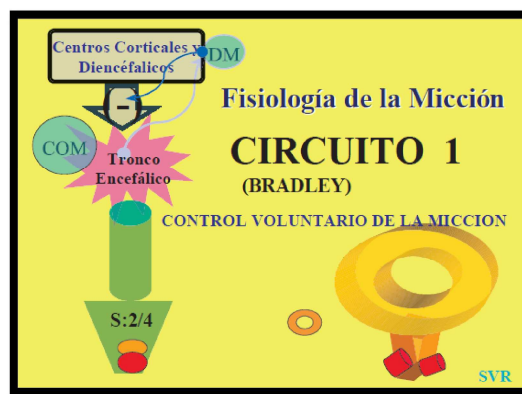 Centros Corticales y
Diencéfalicos
DM
-
Fisiología de la Micción
COM
Tronco
Encefálico
CIRCUITO 1
(BRADLEY)
CONTROL VOLUNTARIO DE LA MICCION
S:2/4
SVR